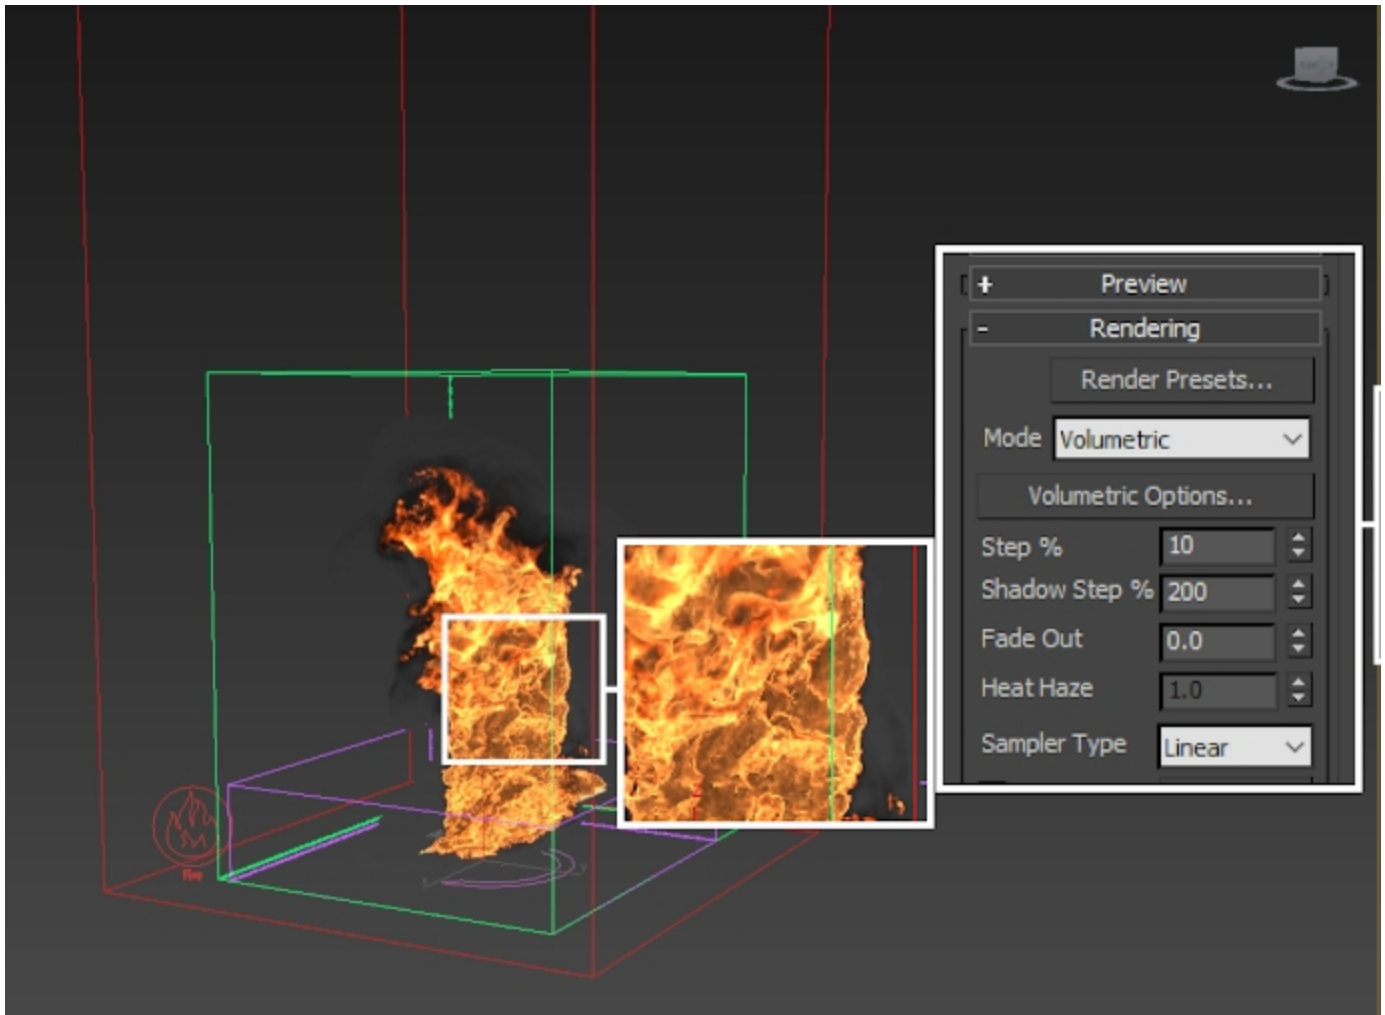 + Preview
- Rendering
Render Presets...
Mode Volumetric
Volumetric Options...
Step % 10
Shadow Step % 200
Fade Out 0.0
Heat Haze 1.0
Sampler Type Linear
Fire